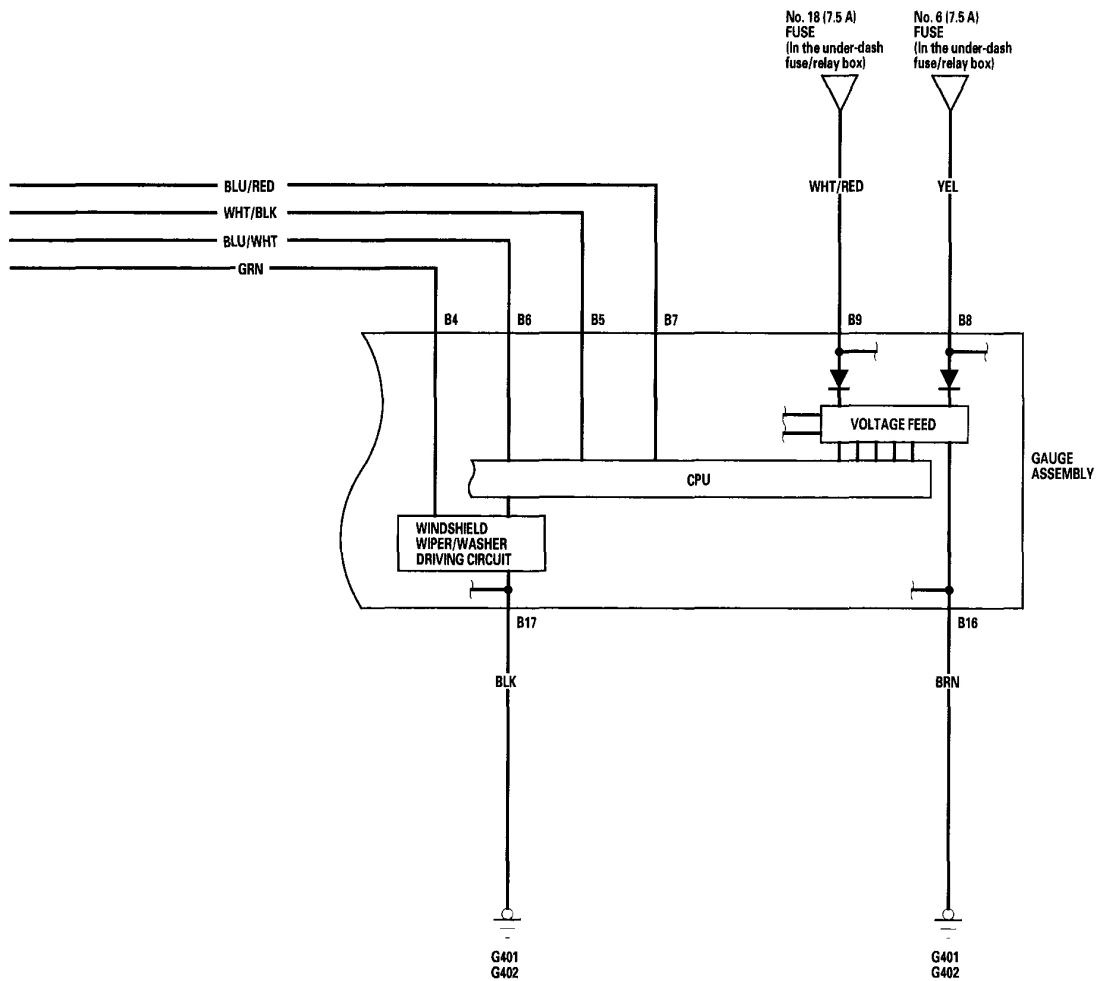 No. 18 (7.5 A)
FUSE
(In the under-dash
fuse/relay box)
No. 6 (7.5 A)
FUSE
(In the under-dash
fuse/relay box)
BLU/RED
WHT/BLK
BLU/WHT
GRN
WHT/RED
YEL
B4
B6
B5
B7
B9
B8
VOLTAGE FEED
GAUGE
ASSEMBLY
CPU
WINDSHIELD
WIPER/WASHER
DRIVING CIRCUIT
B17
B16
BLK
BRN
G401
G402
G401
G402